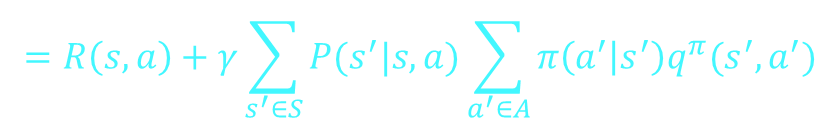 = R(s, a) + γ ∑_{s′∈S} P(s′|s, a) ∑_{a′∈A} π(a′|s′)q^π(s′, a′)